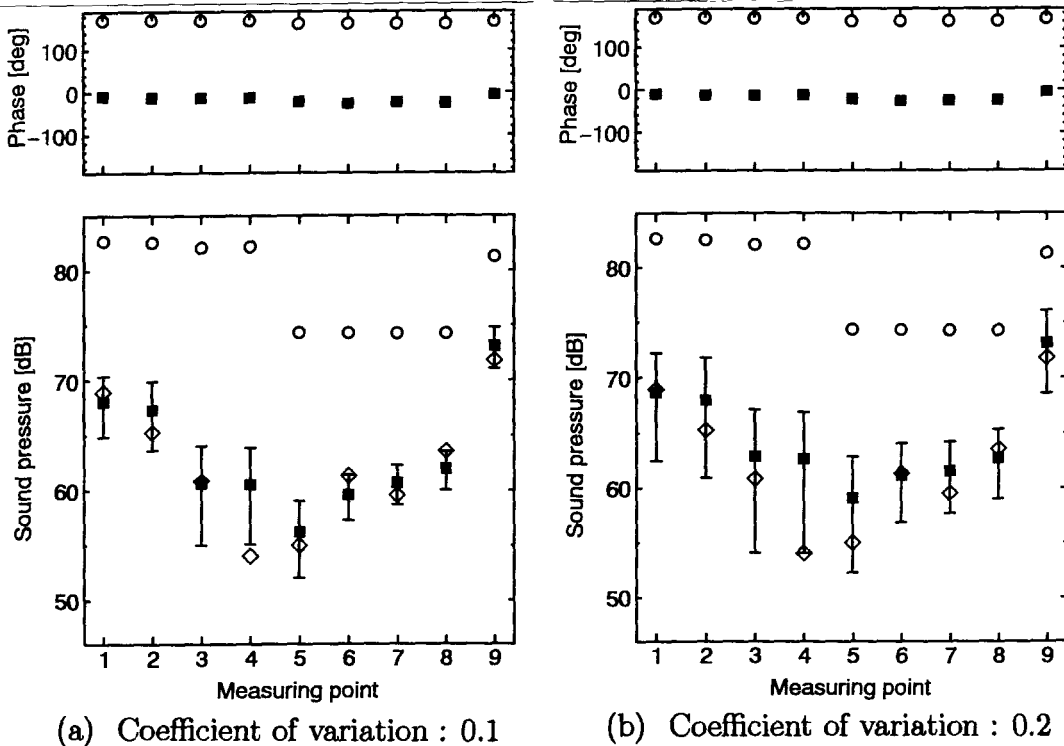 Phase [deg]
100
0
−100
Sound pressure [dB]
80
70
60
50
1 2 3 4 5 6 7 8 9
Measuring point
(a) Coefficient of variation : 0.1
Phase [deg]
100
0
−100
Sound pressure [dB]
80
70
60
50
1 2 3 4 5 6 7 8 9
Measuring point
(b) Coefficient of variation : 0.2